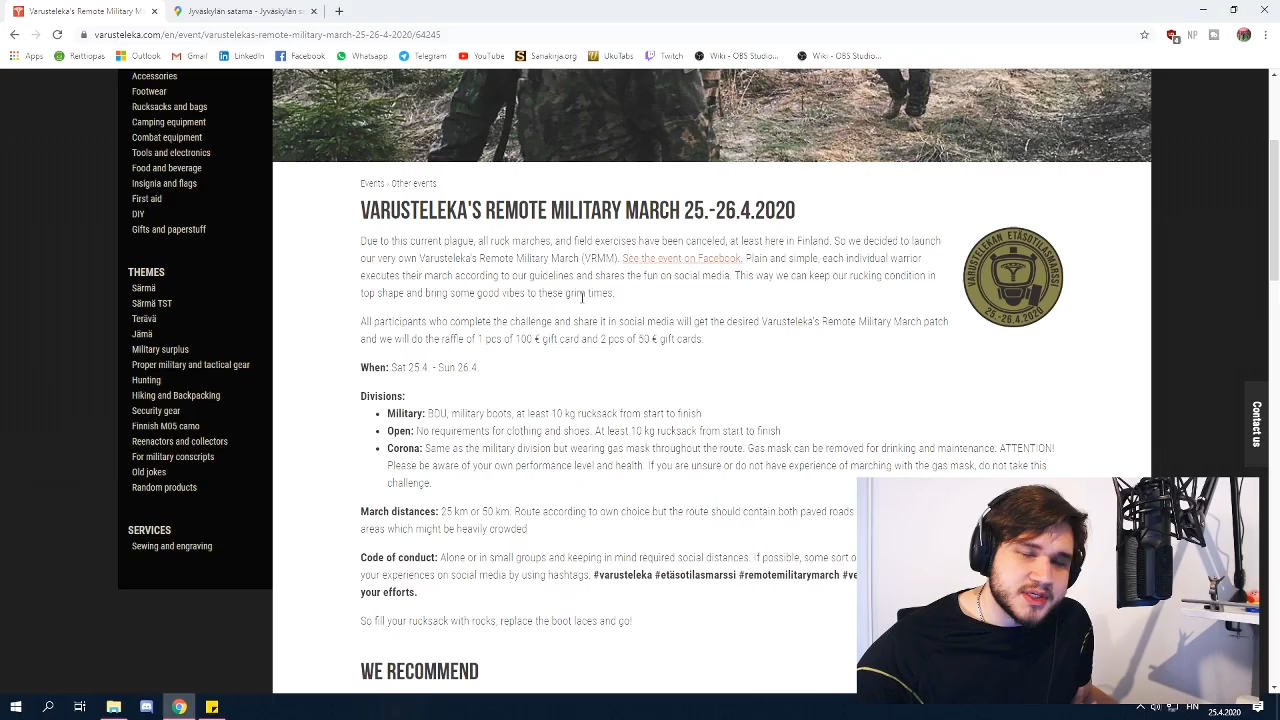 Varusteleka's Remote Military M
Jyväskylän satama - Jyväskylän sa
varusteleka.com/en/event/varustelekas-remote-military-march-25-26-4-2020/64245
Apps Reittiopas Outlook Gmail LinkedIn Facebook Whatsapp Telegram YouTube Sanakirja.org UkuTabs Twitch Wiki - OBS Studio... Wiki - OBS Studio...
Accessories
Footwear
Rucksacks and bags
Camping equipment
Combat equipment
Tools and electronics
Food and beverage
Insignia and flags
First aid
DIY
Gifts and paperstuff
THEMES
Särmä
Särmä TST
Terävä
Jämä
Military surplus
Proper military and tactical gear
Hunting
Hiking and Backpacking
Security gear
Finnish M05 camo
Reenactors and collectors
For military conscripts
Old jokes
Random products
SERVICES
Sewing and engraving
Events › Other events
VARUSTELEKA'S REMOTE MILITARY MARCH 25.-26.4.2020
Due to this current plague, all ruck marches, and field exercises have been canceled, at least here in Finland. So we decided to launch
our very own Varusteleka's Remote Military March (VRMM). See the event on Facebook. Plain and simple, each individual warrior
executes their march according to our guidelines and shares the fun on social media. This way we can keep our rucking condition in
top shape and bring some good vibes to these grim times.
All participants who complete the challenge and share it in social media will get the desired Varusteleka's Remote Military March patch
and we will do the raffle of 1 pcs of 100 € gift card and 2 pcs of 50 € gift cards.
When: Sat 25.4. - Sun 26.4.
Divisions:
• Military: BDU, military boots, at least 10 kg rucksack from start to finish
• Open: No requirements for clothing and shoes. At least 10 kg rucksack from start to finish
• Corona: Same as the military division but wearing gas mask throughout the route. Gas mask can be removed for drinking and maintenance. ATTENTION!
Please be aware of your own performance level and health. If you are unsure or do not have experience of marching with the gas mask, do not take this
challenge.
March distances: 25 km or 50 km. Route according to own choice but the route should contain both paved roads
areas which might be heavily crowded
Code of conduct: Alone or in small groups and keeping in mind required social distances. If possible, some sort o
your experiences in social media by using hashtags. #varusteleka #etäsotilasmarssi #remotemilitarymarch #ve
your efforts.
So fill your rucksack with rocks, replace the boot laces and go!
WE RECOMMEND
VARUSTELEKAN ETÄSOTILASMARSSI
25.-26.4.2020
Contact us
NP
FIN
25.4.2020